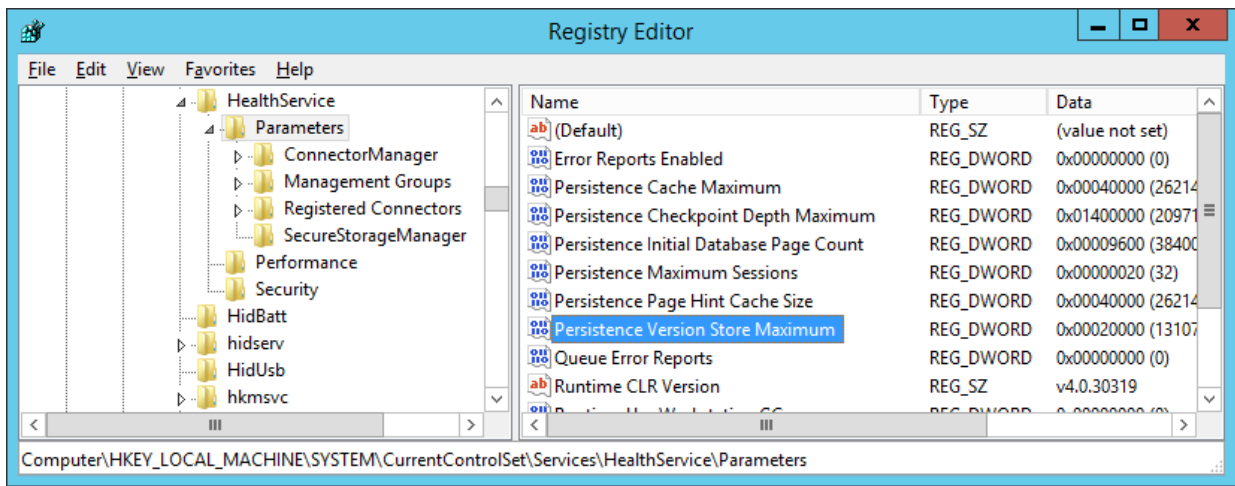 Registry Editor
File Edit View Favorites Help
HealthService
Parameters
ConnectorManager
Management Groups
Registered Connectors
SecureStorageManager
Performance
Security
HidBatt
hidserv
HidUsb
hkmsvc
Name Type Data
(Default) REG_SZ (value not set)
Error Reports Enabled REG_DWORD 0x00000000 (0)
Persistence Cache Maximum REG_DWORD 0x00040000 (26214
Persistence Checkpoint Depth Maximum REG_DWORD 0x01400000 (20971
Persistence Initial Database Page Count REG_DWORD 0x00009600 (38400
Persistence Maximum Sessions REG_DWORD 0x00000020 (32)
Persistence Page Hint Cache Size REG_DWORD 0x00040000 (26214
Persistence Version Store Maximum REG_DWORD 0x00020000 (13107
Queue Error Reports REG_DWORD 0x00000000 (0)
Runtime CLR Version REG_SZ v4.0.30319
Computer\HKEY_LOCAL_MACHINE\SYSTEM\CurrentControlSet\Services\HealthService\Parameters